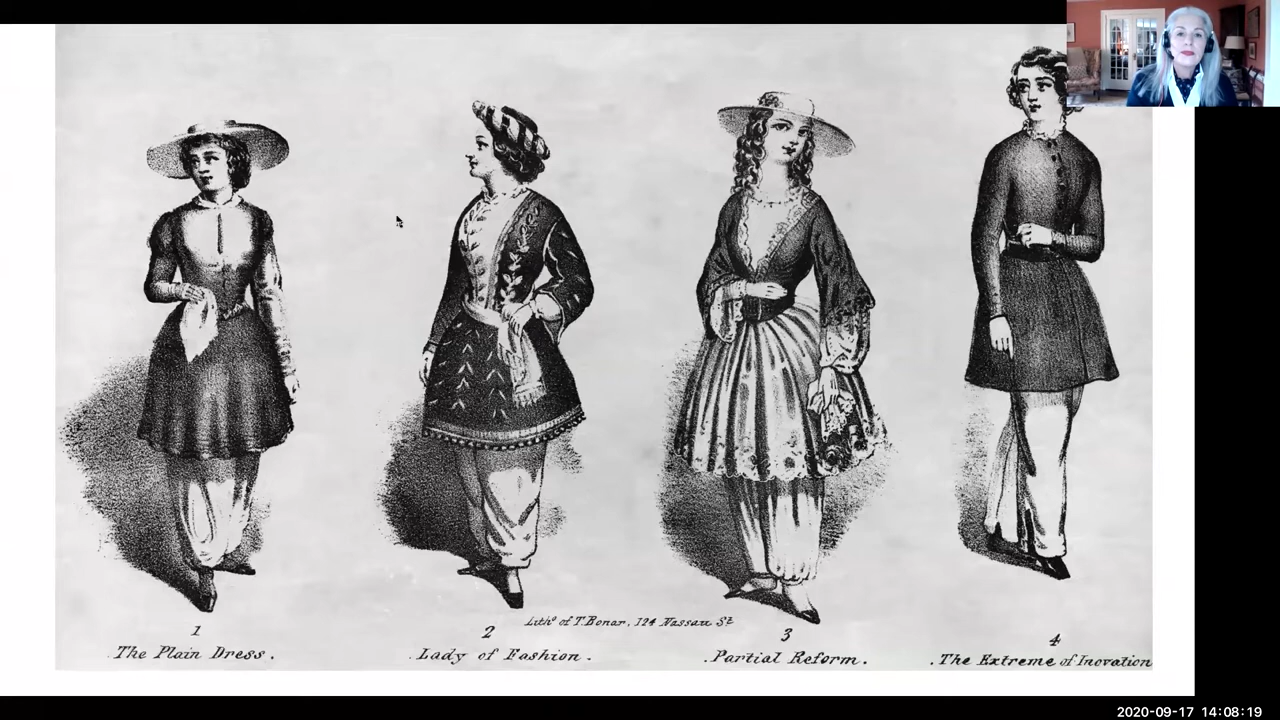 Litho of T. Bonar, 124 Nassau St
1
2
3
4
The Plain Dress.
Lady of Fashion.
Partial Reform.
The Extreme of Inovation
2020-09-17 14:08:19